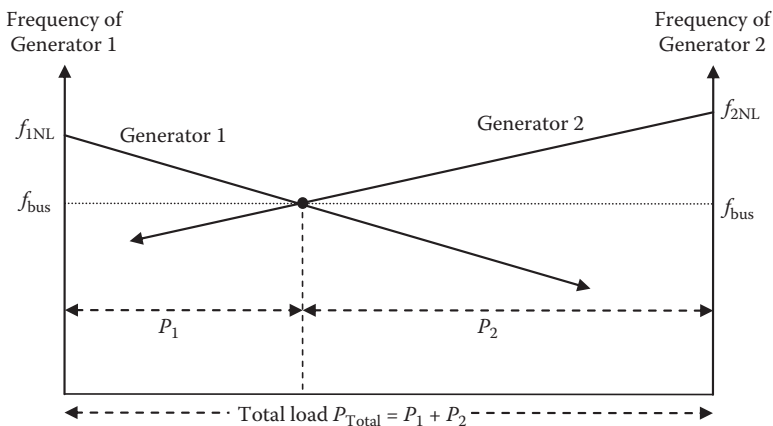 Frequency of
Generator 1
Frequency of
Generator 2
f1NL
Generator 1
Generator 2
f2NL
fbus
fbus
P1
P2
Total load PTotal = P1 + P2